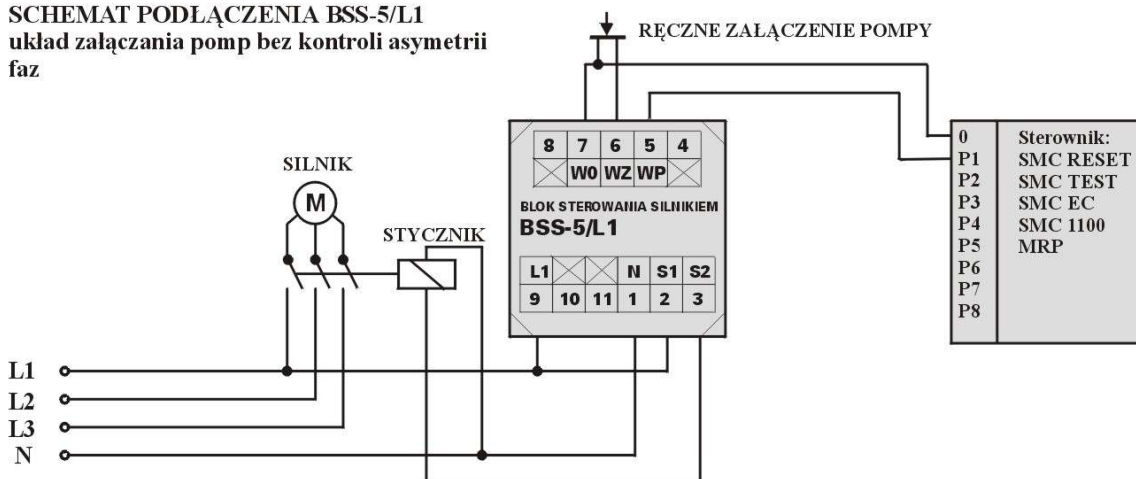 SCHEMAT PODŁĄCZENIA BSS-5/L1
układ załączania pomp bez kontroli asymetrii
faz
RĘCZNE ZAŁĄCZENIE POMPY
8 7 6 5 4
W0 WZ WP
BLOK STEROWANIA SILNIKIEM
BSS-5/L1
L1 N S1 S2
9 10 11 1 2 3
SILNIK
M
STYCZNIK
0 Sterownik:
P1 SMC RESET
P2 SMC TEST
P3 SMC EC
P4 SMC 1100
P5 MRP
P6
P7
P8
L1
L2
L3
N